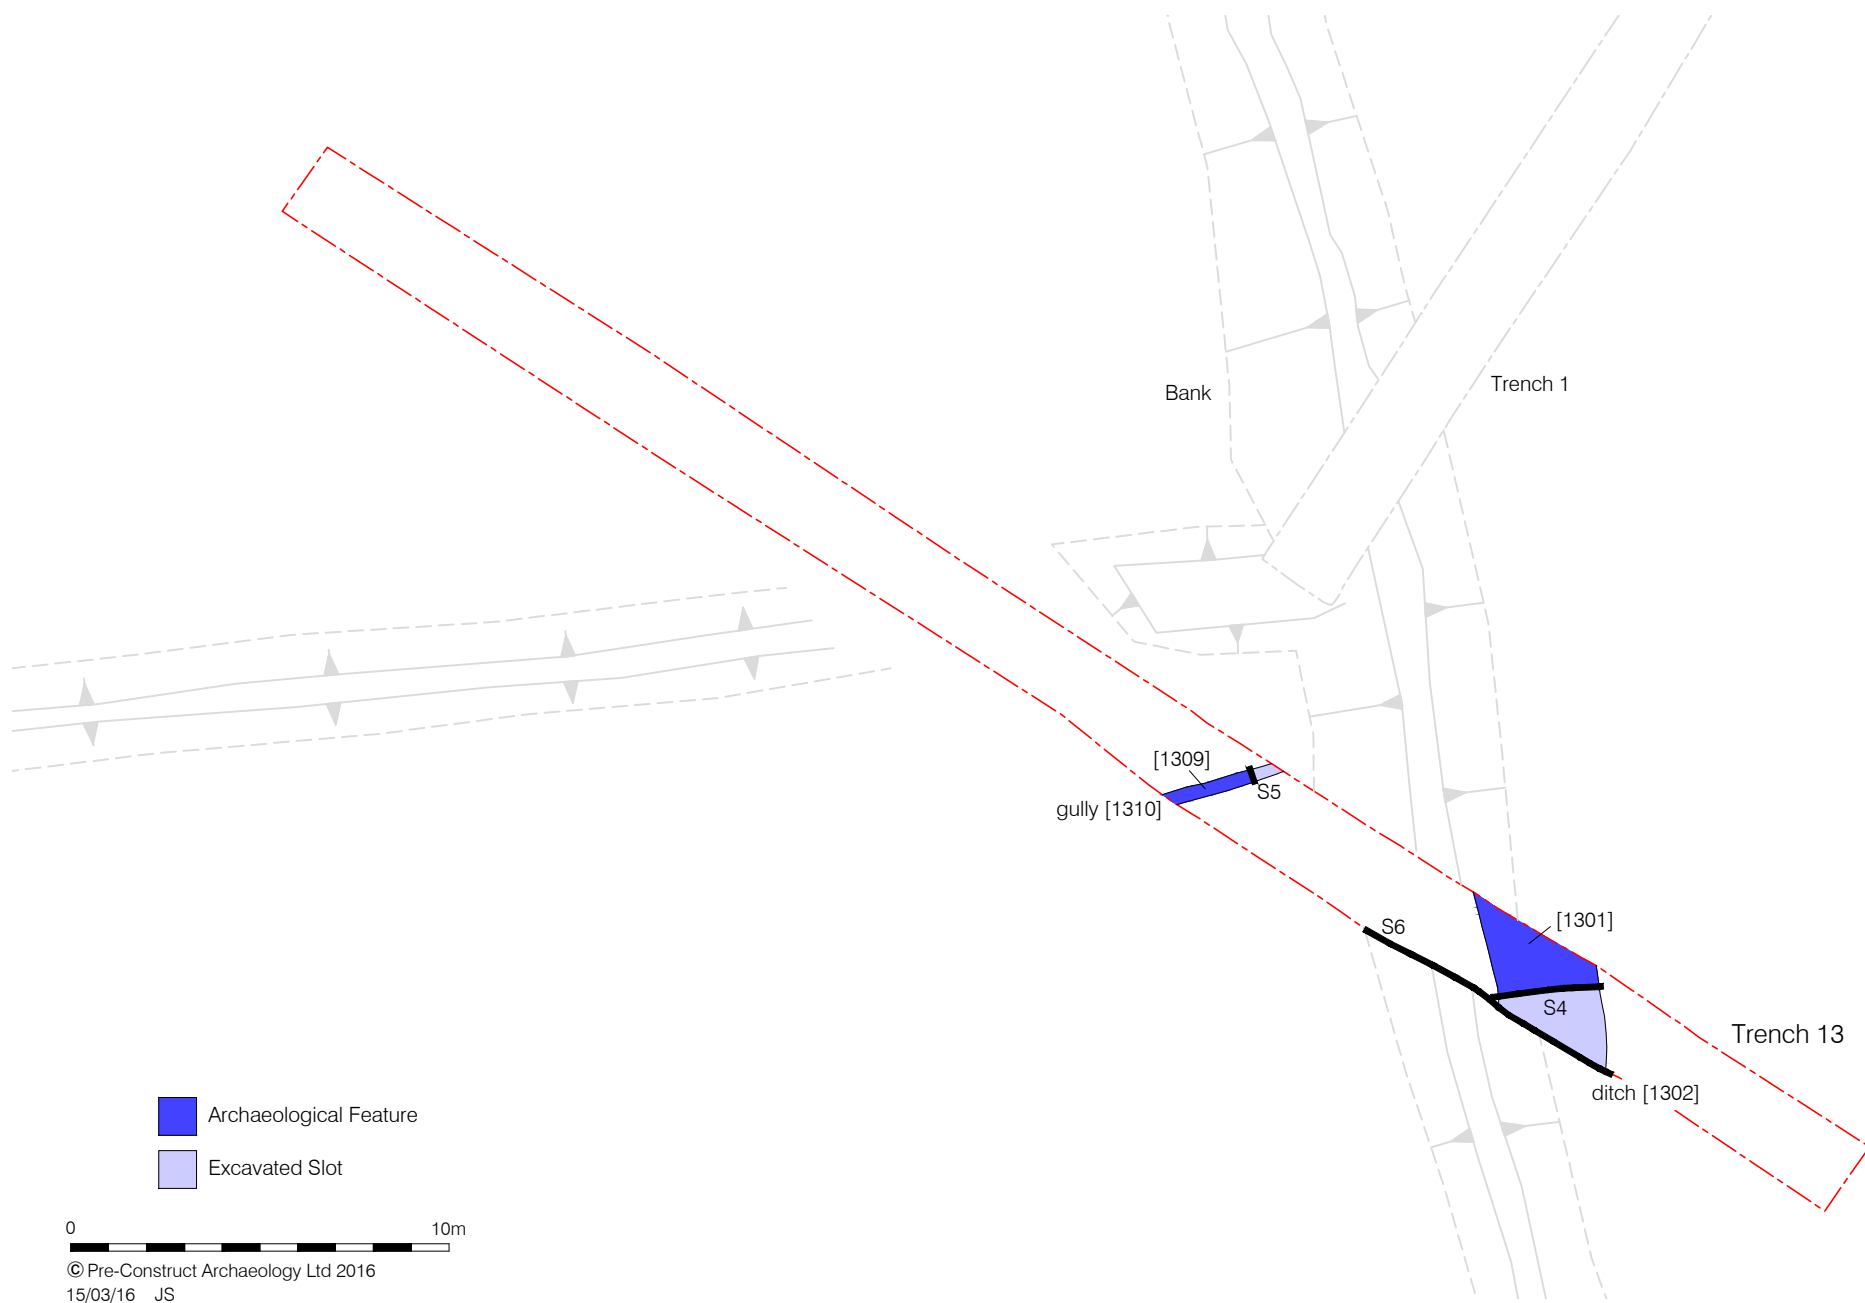 Bank
Trench 1
[1309]
S5
gully [1310]
[1301]
S6
S4
Trench 13
ditch [1302]
Archaeological Feature
Excavated Slot
0 10m
© Pre-Construct Archaeology Ltd 2016
15/03/16 JS